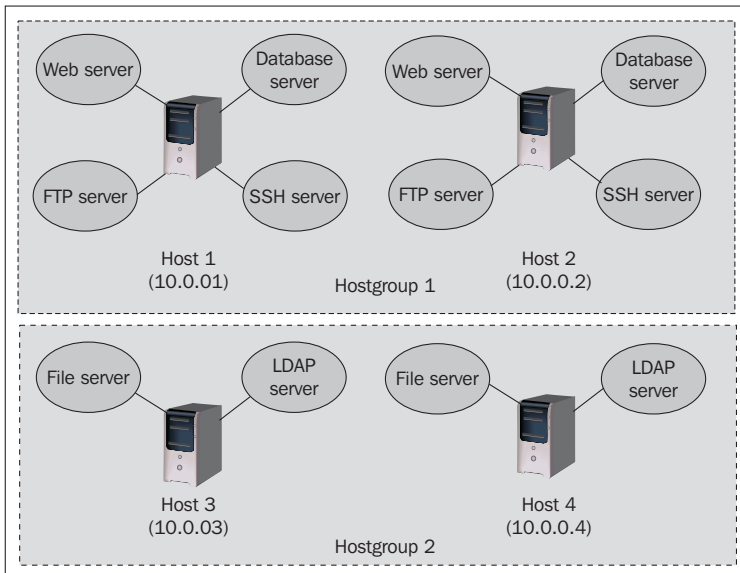 Web server
Database
server
Web server
Database
server
FTP server
SSH server
FTP server
SSH server
Host 1
(10.0.01)
Host 2
(10.0.0.2)
Hostgroup 1
File server
LDAP
server
File server
LDAP
server
Host 3
(10.0.03)
Host 4
(10.0.0.4)
Hostgroup 2